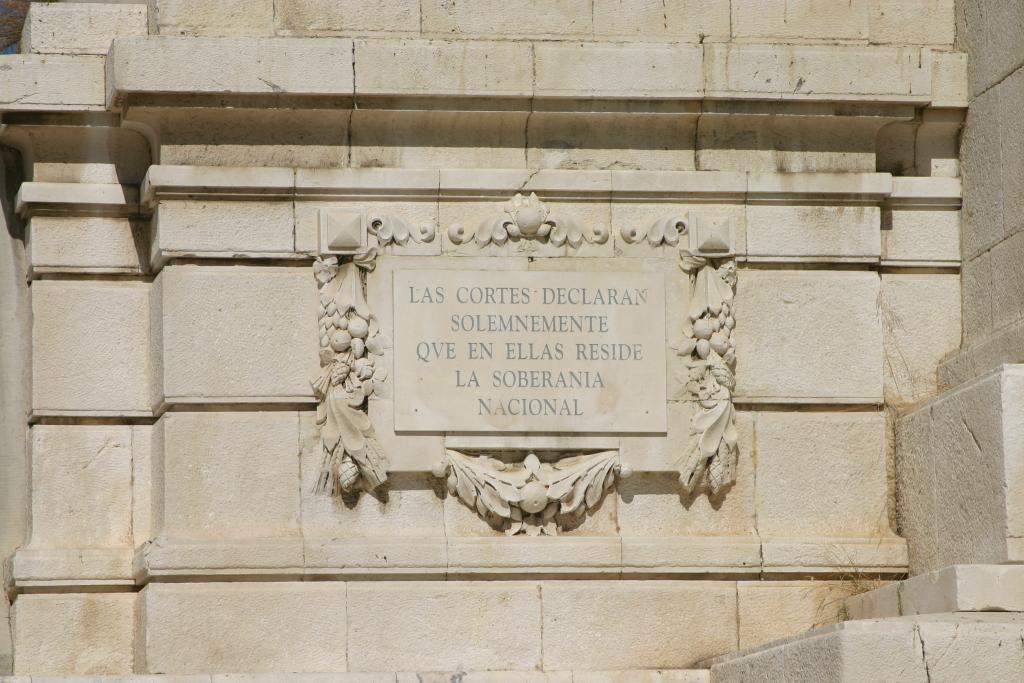 LAS CORTES DECLARAN
SOLEMNEMENTE
QVE EN ELLAS RESIDE
LA SOBERANIA
NACIONAL